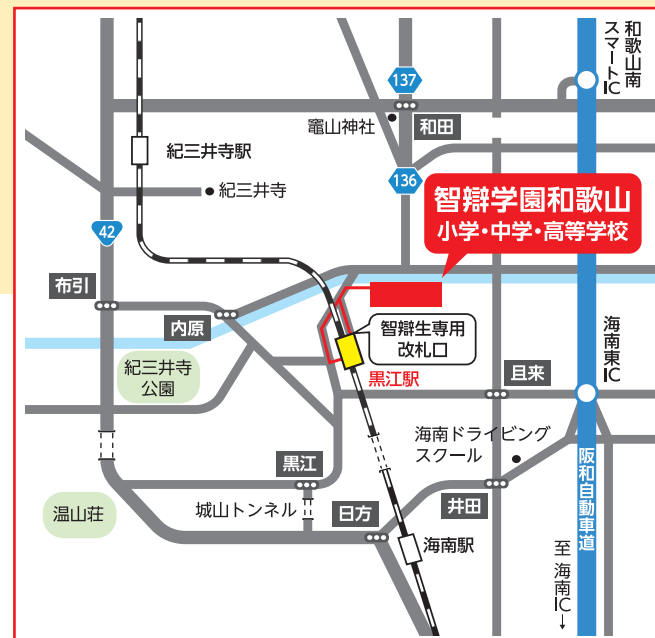 和歌山南
スマートIC
137
竈山神社
和田
紀三井寺駅
136
紀三井寺
智辯学園和歌山
小学・中学・高等学校
42
布引
内原
智辯生専用
改札口
海南東IC
紀三井寺
公園
黒江駅
且来
海南ドライビング
スクール
黒江
阪和自動車道
温山荘
城山トンネル
日方
井田
海南駅
至 海南IC→